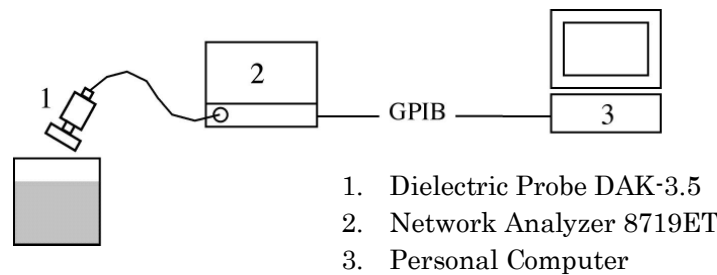 1
2
GPIB
3
1. Dielectric Probe DAK-3.5
2. Network Analyzer 8719ET
3. Personal Computer